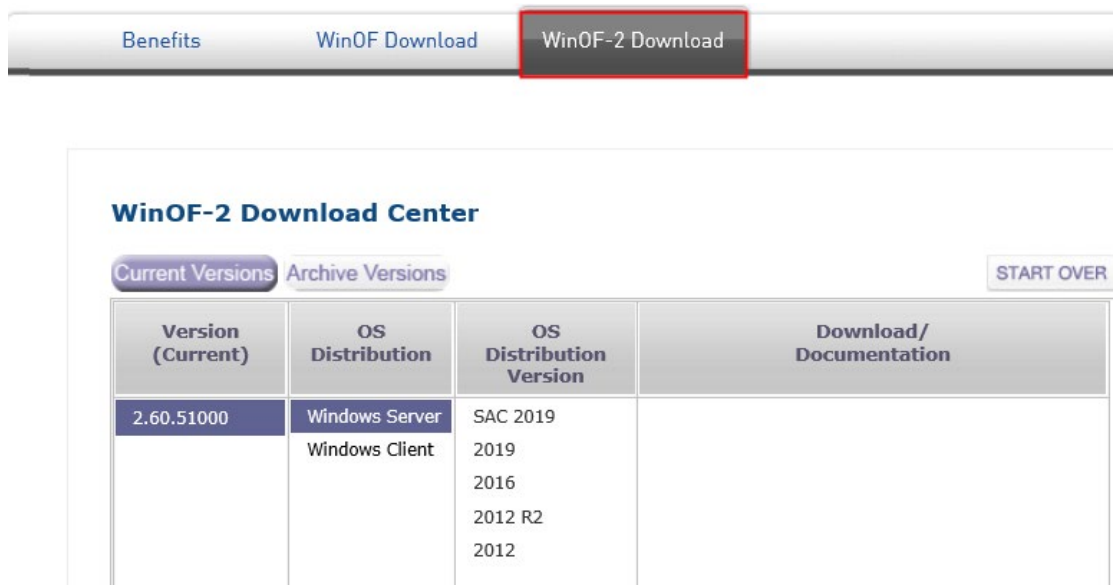 Benefits WinOF Download WinOF-2 Download
WinOF-2 Download Center
Current Versions Archive Versions START OVER
Version (Current)
OS Distribution
OS Distribution Version
Download/ Documentation
2.60.51000 Windows Server SAC 2019
Windows Client 2019
2016
2012 R2
2012